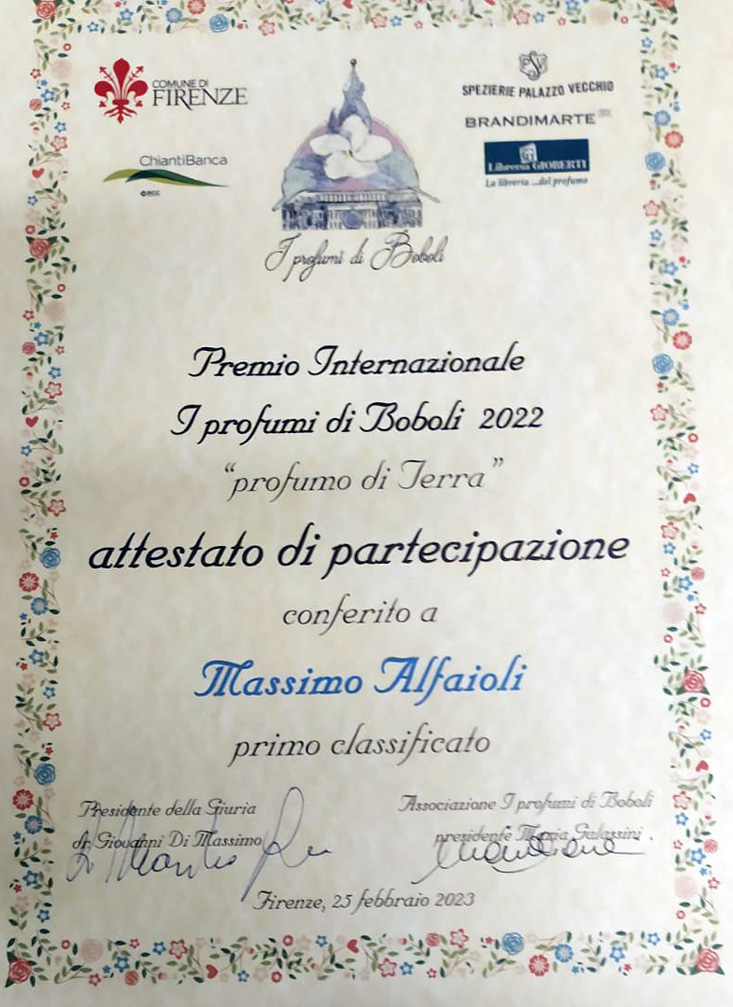 COMUNE DI
FIRENZE
ChiantiBanca
BCC
I profumi di Boboli
PSV
SPEZIERIE PALAZZO VECCHIO
BRANDIMARTE
Libreria GIOBERTI
La libreria ...del profumo
Premio Internazionale
I profumi di Boboli 2022
"profumo di Terra"
attestato di partecipazione
conferito a
Massimo Alfaioli
primo classificato
Presidente della Giuria
dr. Giovanni Di Massimo
Associazione I profumi di Boboli
presidente Maria Galassini
Firenze, 25 febbraio 2023